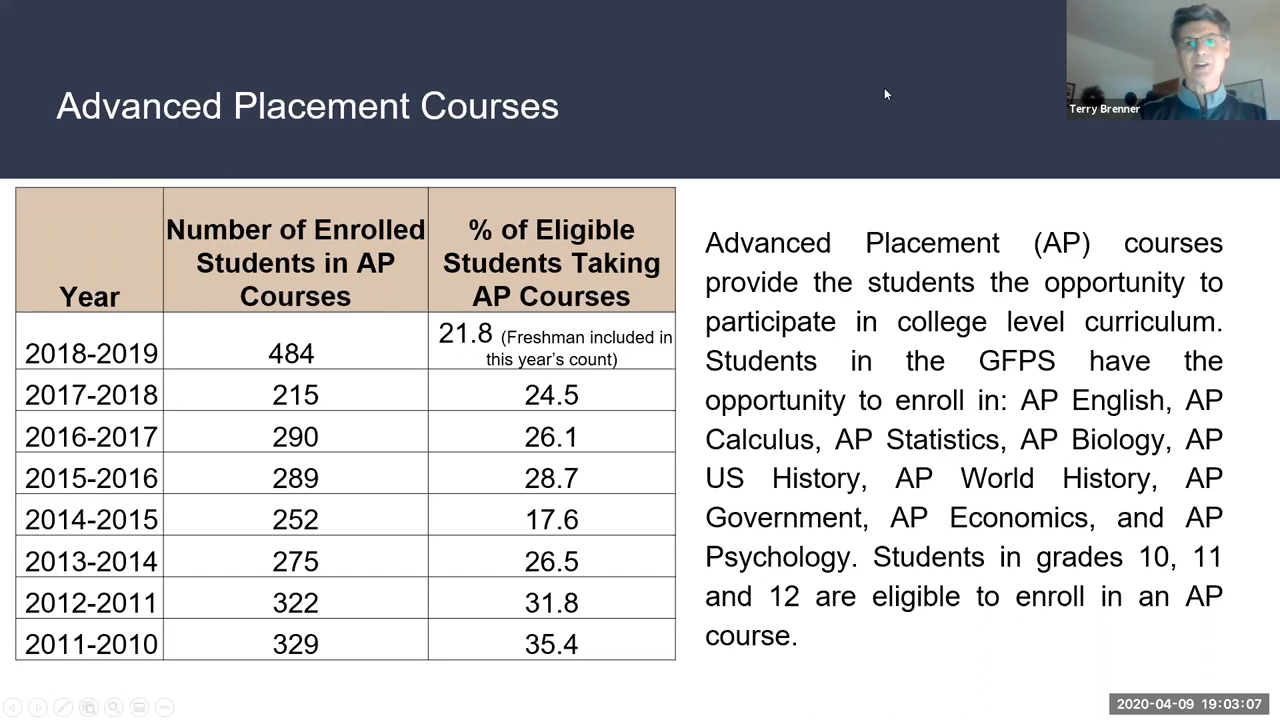 Advanced Placement Courses
Terry Brenner
Year
Number of Enrolled
Students in AP
Courses
% of Eligible
Students Taking
AP Courses
2018-2019 484 21.8 (Freshman included in
this year's count)
2017-2018 215 24.5
2016-2017 290 26.1
2015-2016 289 28.7
2014-2015 252 17.6
2013-2014 275 26.5
2012-2011 322 31.8
2011-2010 329 35.4
Advanced Placement (AP) courses
provide the students the opportunity to
participate in college level curriculum.
Students in the GFPS have the
opportunity to enroll in: AP English, AP
Calculus, AP Statistics, AP Biology, AP
US History, AP World History, AP
Government, AP Economics, and AP
Psychology. Students in grades 10, 11
and 12 are eligible to enroll in an AP
course.
2020-04-09 19:03:07